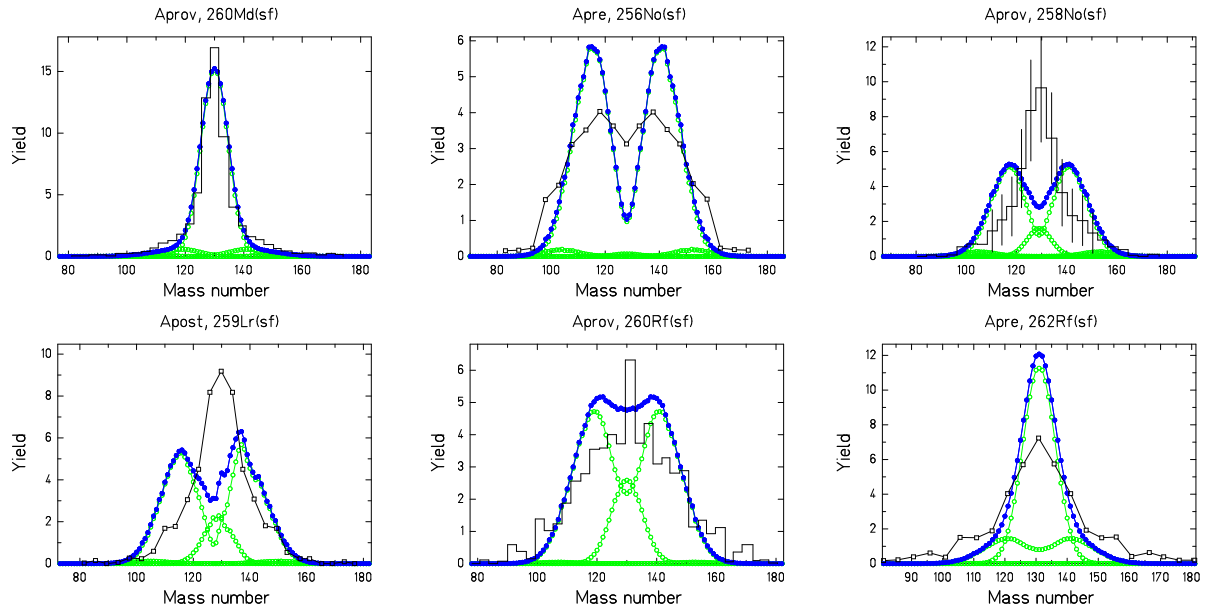 Aprov, 260Md(sf)
Apre, 256No(sf)
Aprov, 258No(sf)
Yield
15
10
5
0
80 100 120 140 160 180
Mass number
Yield
6
5
4
3
2
1
0
80 100 120 140 160 180
Mass number
Yield
12
10
8
6
4
2
0
80 100 120 140 160 180
Mass number
Apost, 259Lr(sf)
Aprov, 260Rf(sf)
Apre, 262Rf(sf)
Yield
10
8
6
4
2
0
80 100 120 140 160 180
Mass number
Yield
6
5
4
3
2
1
0
80 100 120 140 160 180
Mass number
Yield
12
10
8
6
4
2
0
90 100 110 120 130 140 150 160 170 180
Mass number